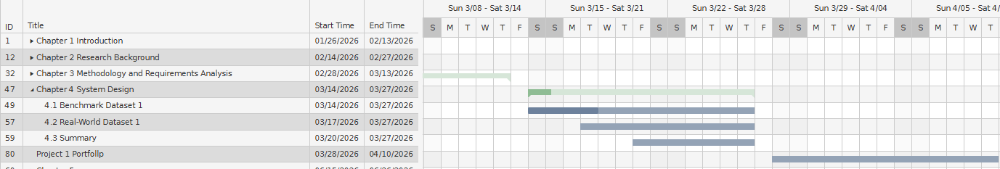 Sun 3/08 - Sat 3/14 Sun 3/15 - Sat 3/21 Sun 3/22 - Sat 3/28 Sun 3/29 - Sat 4/04 Sun 4/05 - Sat 4/
ID Title Start Time End Time S M T W T F S S M T W T F S S M T W T F S S M T W T F S S M T W T
1 Chapter 1 Introduction 01/26/2026 02/13/2026
12 Chapter 2 Research Background 02/14/2026 02/27/2026
32 Chapter 3 Methodology and Requirements Analysis 02/28/2026 03/13/2026
47 Chapter 4 System Design 03/14/2026 03/27/2026
49 4.1 Benchmark Dataset 1 03/14/2026 03/27/2026
57 4.2 Real-World Dataset 1 03/17/2026 03/27/2026
59 4.3 Summary 03/20/2026 03/27/2026
80 Project 1 Portfollp 03/28/2026 04/10/2026